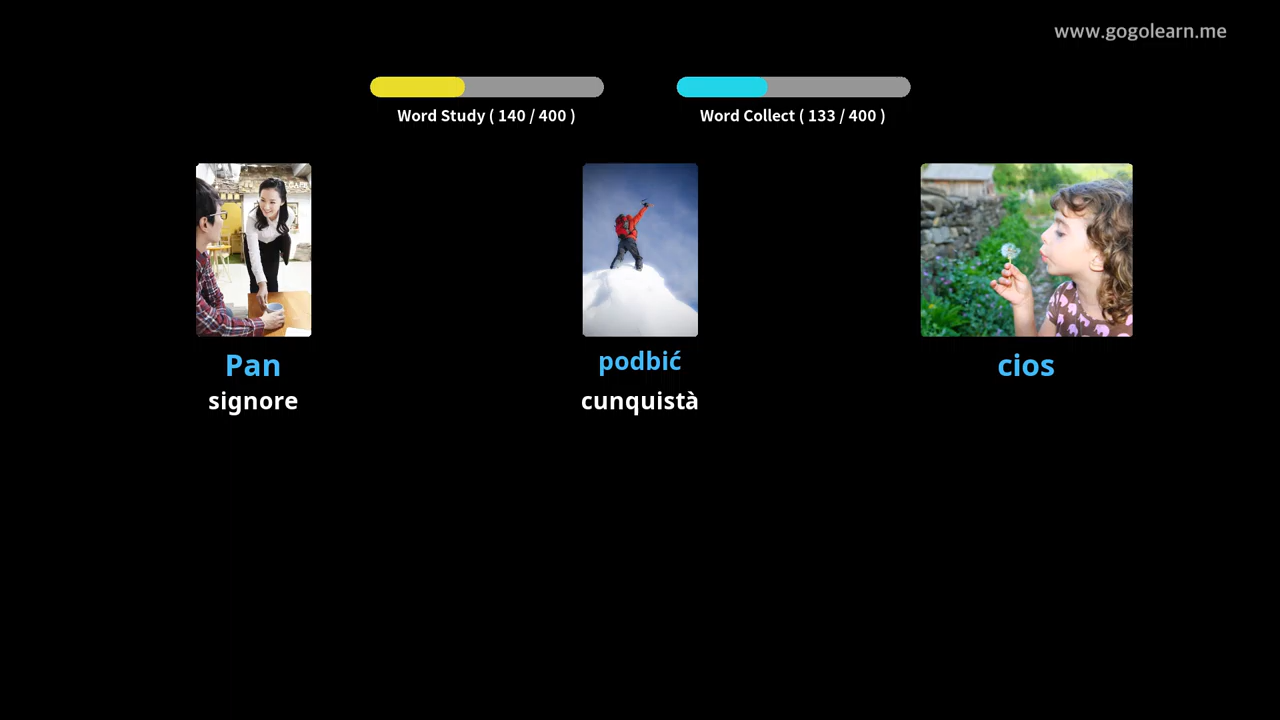 www.gogolearn.me
Word Study ( 140 / 400 )
Word Collect ( 133 / 400 )
Pan
signore
podbić
cunquistà
cios